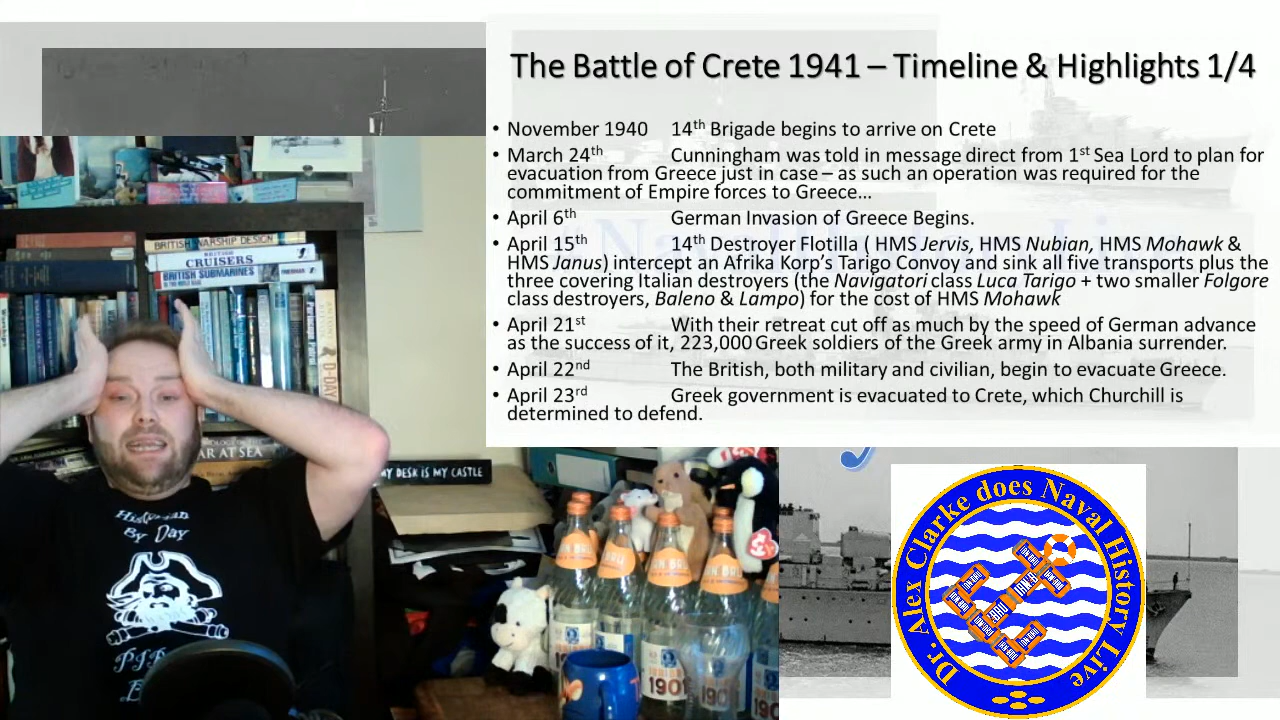 The Battle of Crete 1941 – Timeline & Highlights 1/4
• November 1940 14th Brigade begins to arrive on Crete
• March 24th Cunningham was told in message direct from 1st Sea Lord to plan for
evacuation from Greece just in case – as such an operation was required for the
commitment of Empire forces to Greece…
• April 6th German Invasion of Greece Begins.
• April 15th 14th Destroyer Flotilla ( HMS Jervis, HMS Nubian, HMS Mohawk &
HMS Janus) intercept an Afrika Korp’s Tarigo Convoy and sink all five transports plus the
three covering Italian destroyers (the Navigatori class Luca Tarigo + two smaller Folgore
class destroyers, Baleno & Lampo) for the cost of HMS Mohawk
• April 21st With their retreat cut off as much by the speed of German advance
as the success of it, 223,000 Greek soldiers of the Greek army in Albania surrender.
• April 22nd The British, both military and civilian, begin to evacuate Greece.
• April 23rd Greek government is evacuated to Crete, which Churchill is
determined to defend.
BRITISH WARSHIP DESIGN
BRITISH CRUISERS
BRITISH SUBMARINES
D-DAY
AR AT SEA
MY DESK IS MY CASTLE
Historian
By Day
1901
Dr. Alex Clarke does Naval History Live
IRN BRU